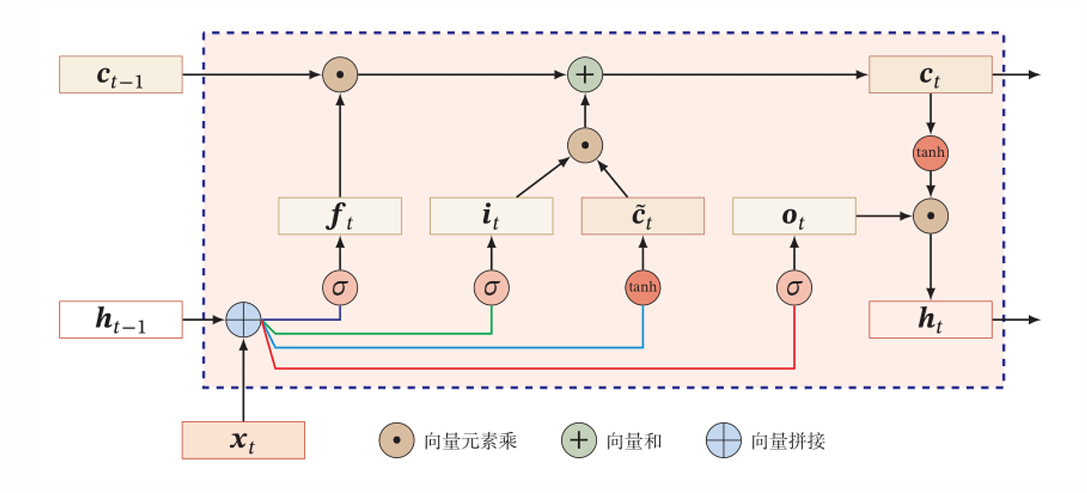 c_{t−1} c_t
tanh
f_t i_t c̃_t o_t
σ σ tanh σ
h_{t−1} h_t
x_t
向量元素乘 向量和 向量拼接